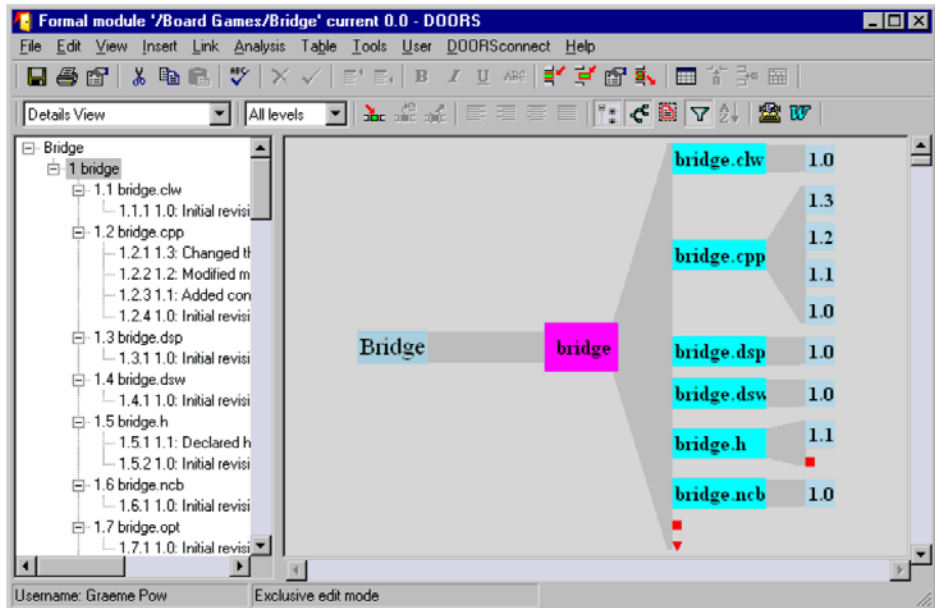 Formal module '/Board Games/Bridge' current 0.0 - DOORS
File Edit View Insert Link Analysis Table Tools User DOORSconnect Help
B I U ABC
Details View All levels
Bridge
1 bridge
1.1 bridge.clw
1.1.1 1.0: Initial revisi
1.2 bridge.cpp
1.2.1 1.3: Changed th
1.2.2 1.2: Modified m
1.2.3 1.1: Added con
1.2.4 1.0: Initial revisi
1.3 bridge.dsp
1.3.1 1.0: Initial revisi
1.4 bridge.dsw
1.4.1 1.0: Initial revisi
1.5 bridge.h
1.5.1 1.1: Declared h
1.5.2 1.0: Initial revisi
1.6 bridge.ncb
1.6.1 1.0: Initial revisi
1.7 bridge.opt
1.7.1 1.0: Initial revisi
Bridge
bridge
bridge.clw 1.0
bridge.cpp
1.3
1.2
1.1
1.0
bridge.dsp 1.0
bridge.dsw 1.0
bridge.h 1.1
bridge.ncb 1.0
Username: Graeme Pow Exclusive edit mode